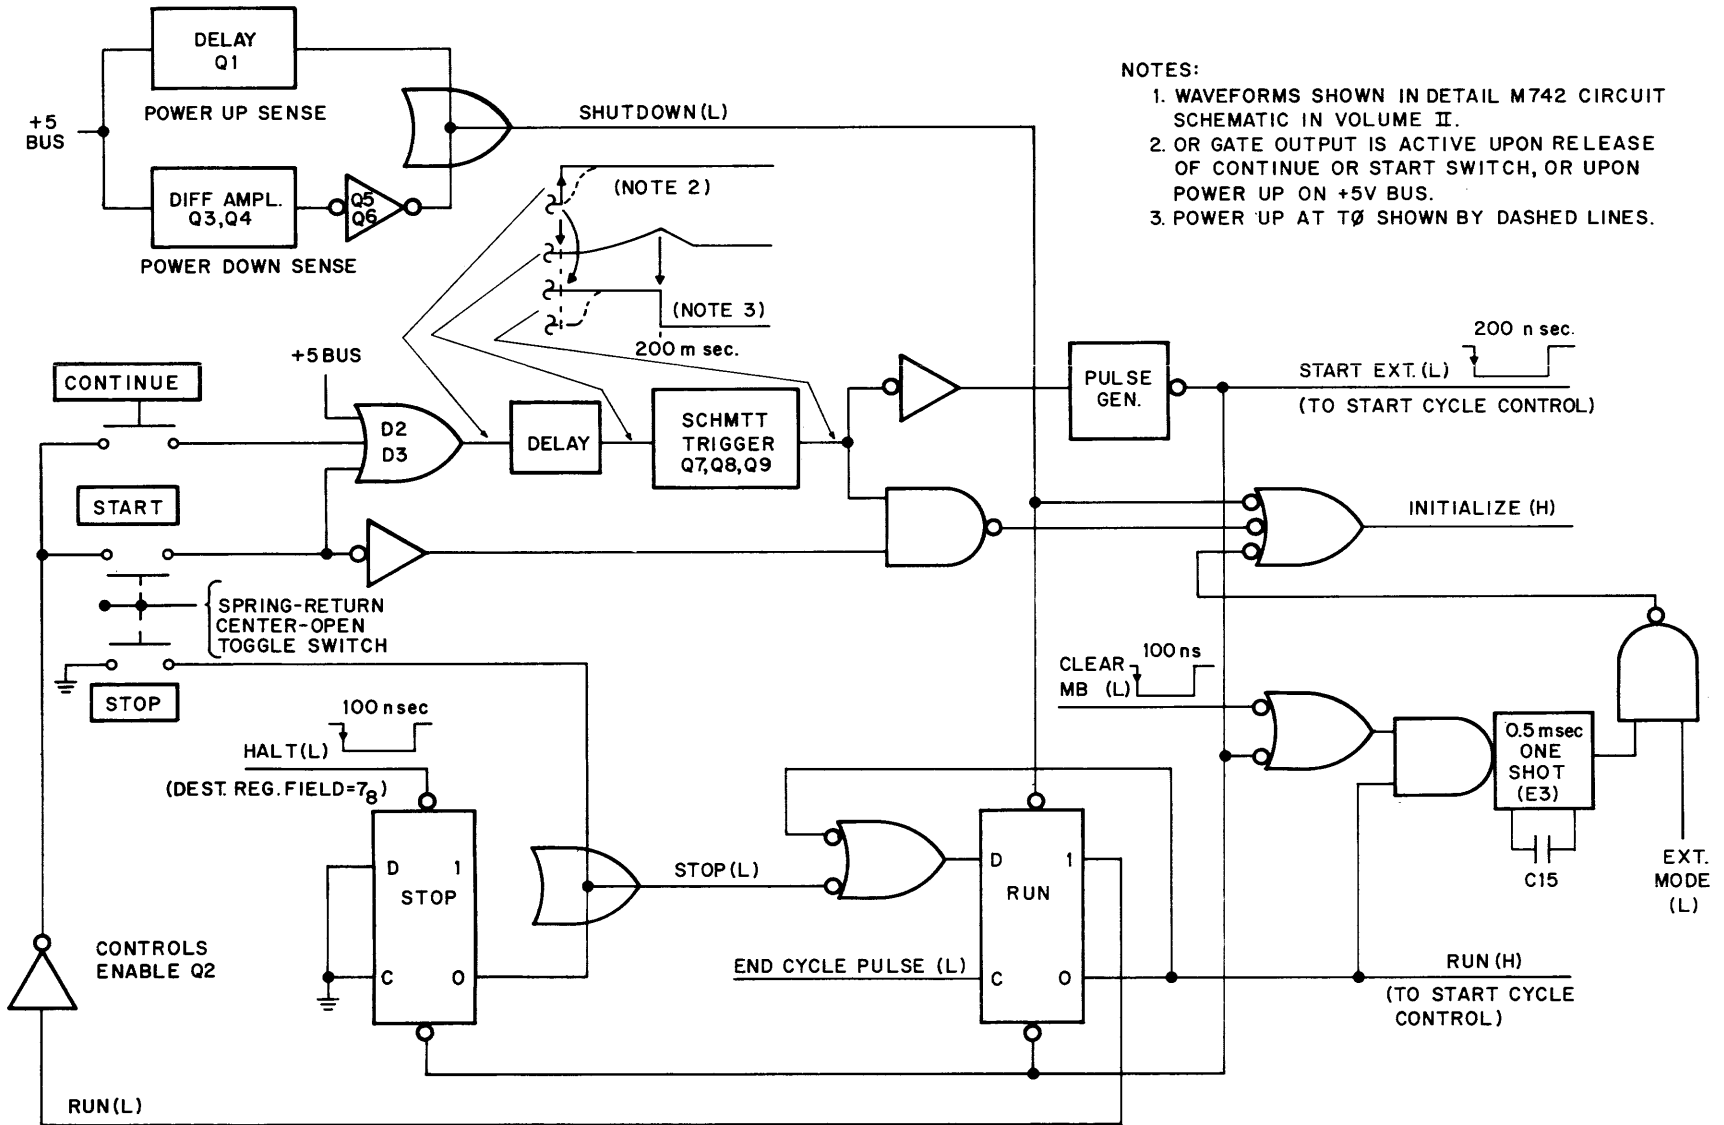 DELAY
Q1
POWER UP SENSE
+5
BUS
DIFF AMPL.
Q3,Q4
Q5
Q6
POWER DOWN SENSE
SHUTDOWN (L)
(NOTE 2)
(NOTE 3)
200 m sec.
NOTES:
1. WAVEFORMS SHOWN IN DETAIL M742 CIRCUIT
SCHEMATIC IN VOLUME II.
2. OR GATE OUTPUT IS ACTIVE UPON RELEASE
OF CONTINUE OR START SWITCH, OR UPON
POWER UP ON +5V BUS.
3. POWER UP AT TØ SHOWN BY DASHED LINES.
+5 BUS
CONTINUE
D2
D3
DELAY
SCHMTT
TRIGGER
Q7,Q8,Q9
PULSE
GEN.
200 n sec.
START EXT. (L)
(TO START CYCLE CONTROL)
START
INITIALIZE (H)
SPRING-RETURN
CENTER-OPEN
TOGGLE SWITCH
STOP
100 n sec
HALT (L)
(DEST. REG. FIELD=7₈)
CLEAR
MB (L)
100 ns
0.5 msec
ONE
SHOT
(E3)
C15
EXT.
MODE
(L)
D
1
STOP
C
0
STOP (L)
D
1
RUN
C
0
END CYCLE PULSE (L)
RUN (H)
(TO START CYCLE
CONTROL)
CONTROLS
ENABLE Q2
RUN (L)